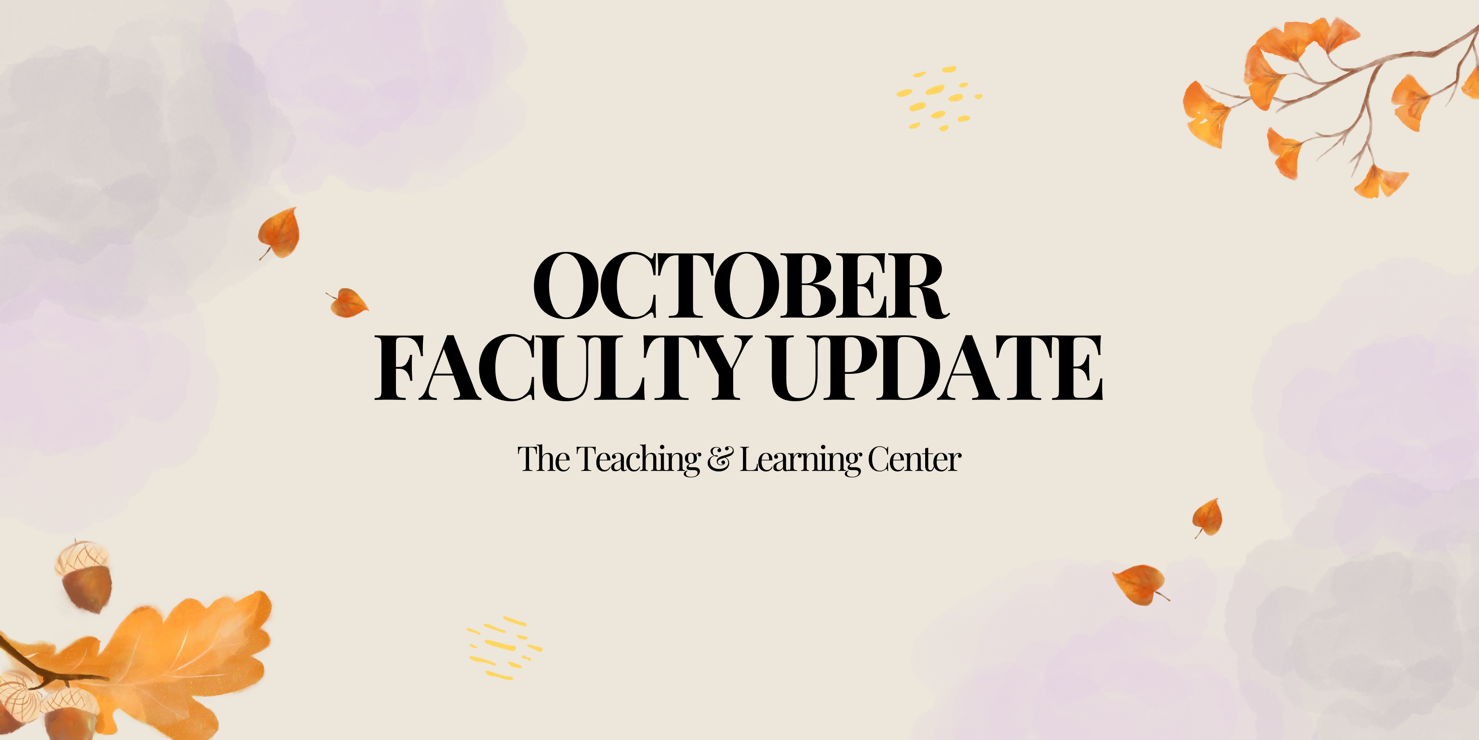 OCTOBER
FACULTY UPDATE
The Teaching & Learning Center